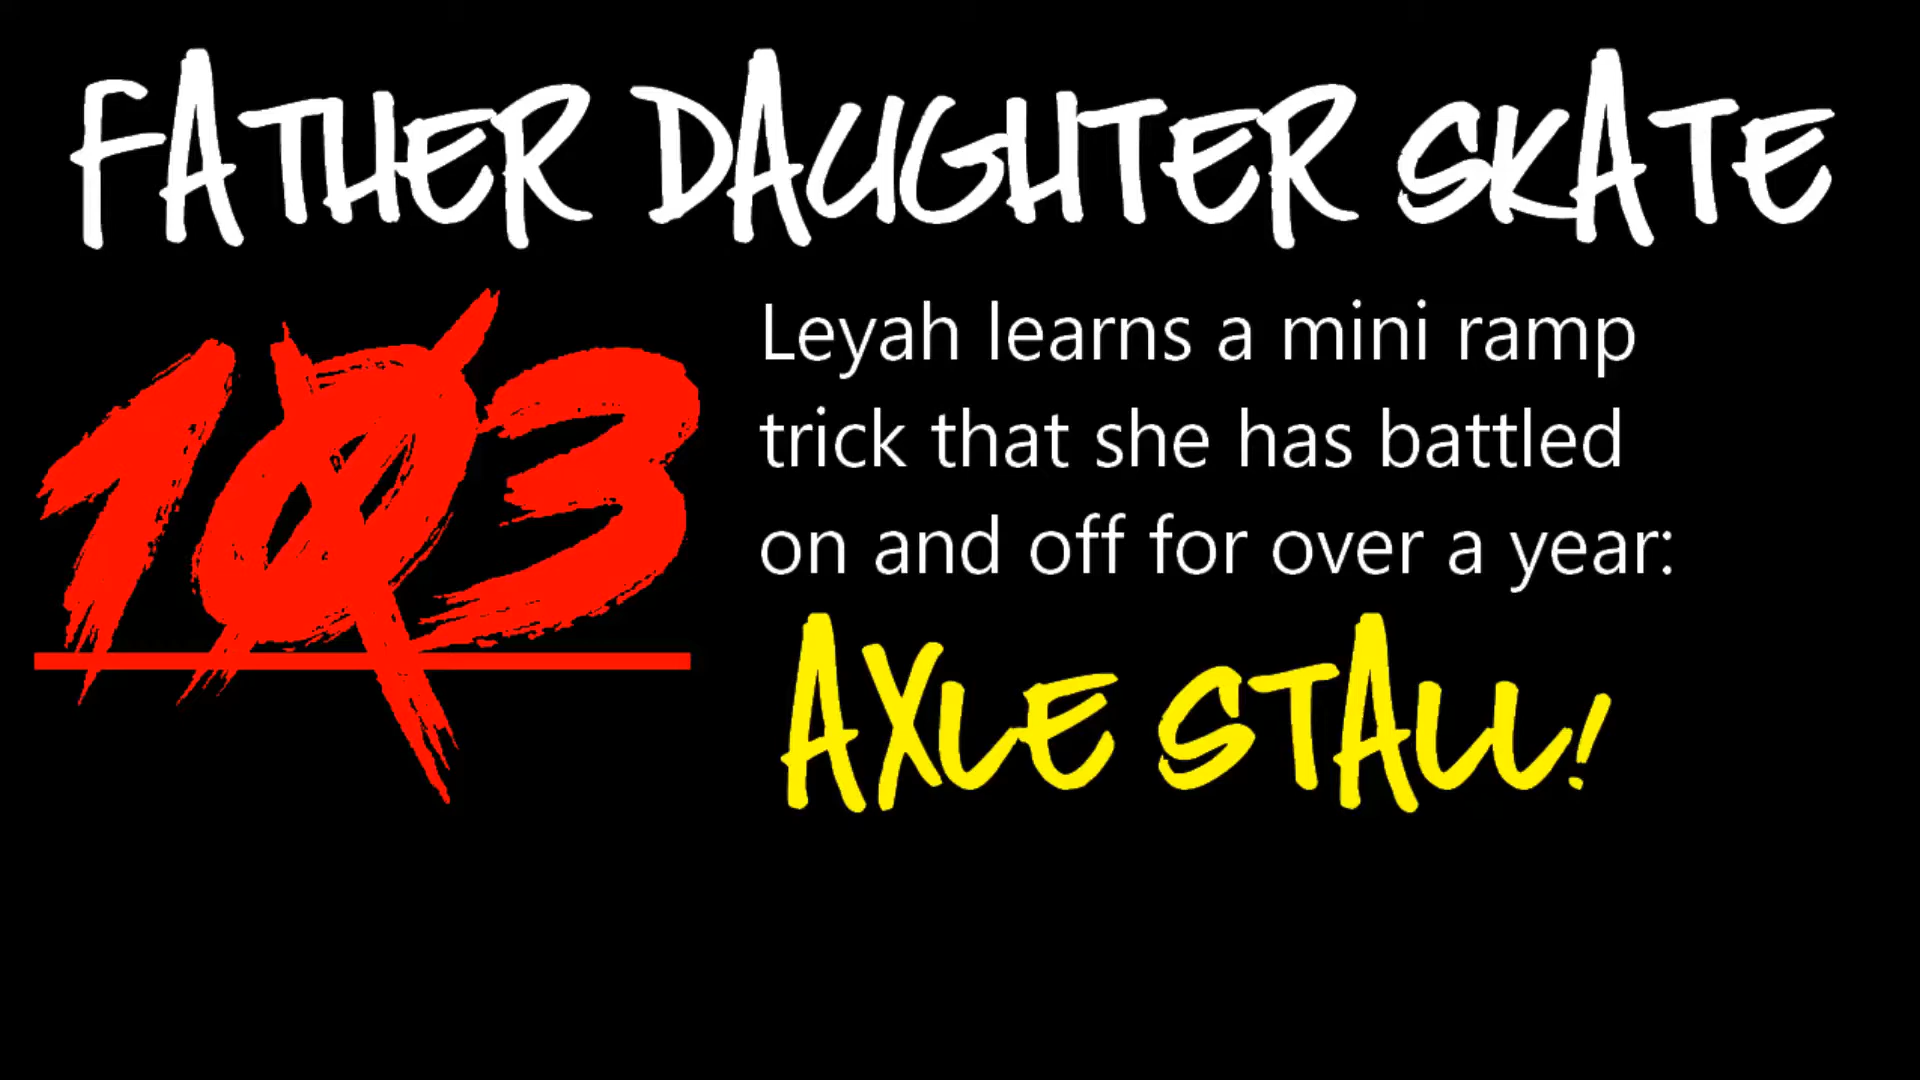 FATHER DAUGHTER SKATE
103
Leyah learns a mini ramp
trick that she has battled
on and off for over a year:
AXLE STALL!